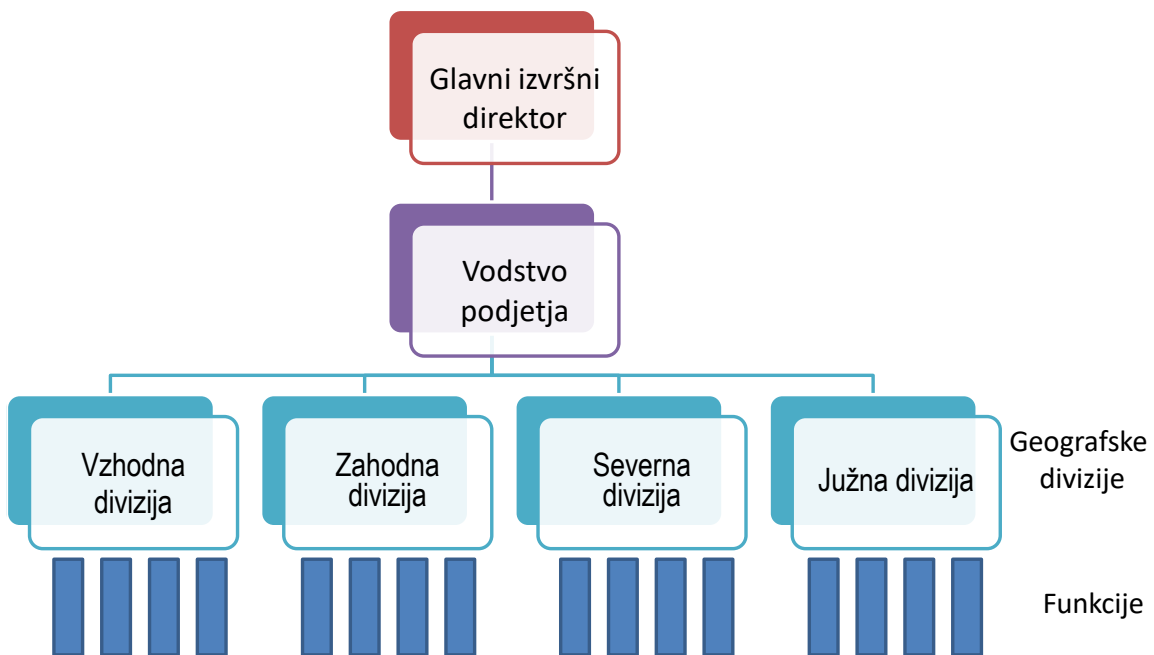 Glavni izvršni
direktor
Vodstvo
podjetja
Vzhodna
divizija
Zahodna
divizija
Severna
divizija
Južna divizija
Geografske
divizije
Funkcije